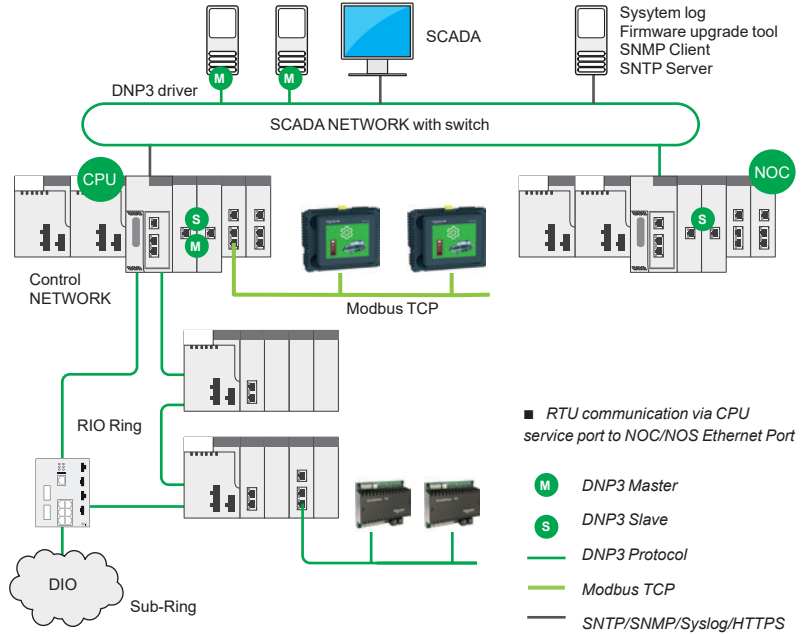 Sysytem log
Firmware upgrade tool
SNMP Client
SNTP Server
SCADA
M
M
DNP3 driver
SCADA NETWORK with switch
CPU
NOC
S
M
S
Control
NETWORK
Modbus TCP
RIO Ring
■ RTU communication via CPU
service port to NOC/NOS Ethernet Port
M DNP3 Master
S DNP3 Slave
DNP3 Protocol
Modbus TCP
SNTP/SNMP/Syslog/HTTPS
DIO
Sub-Ring